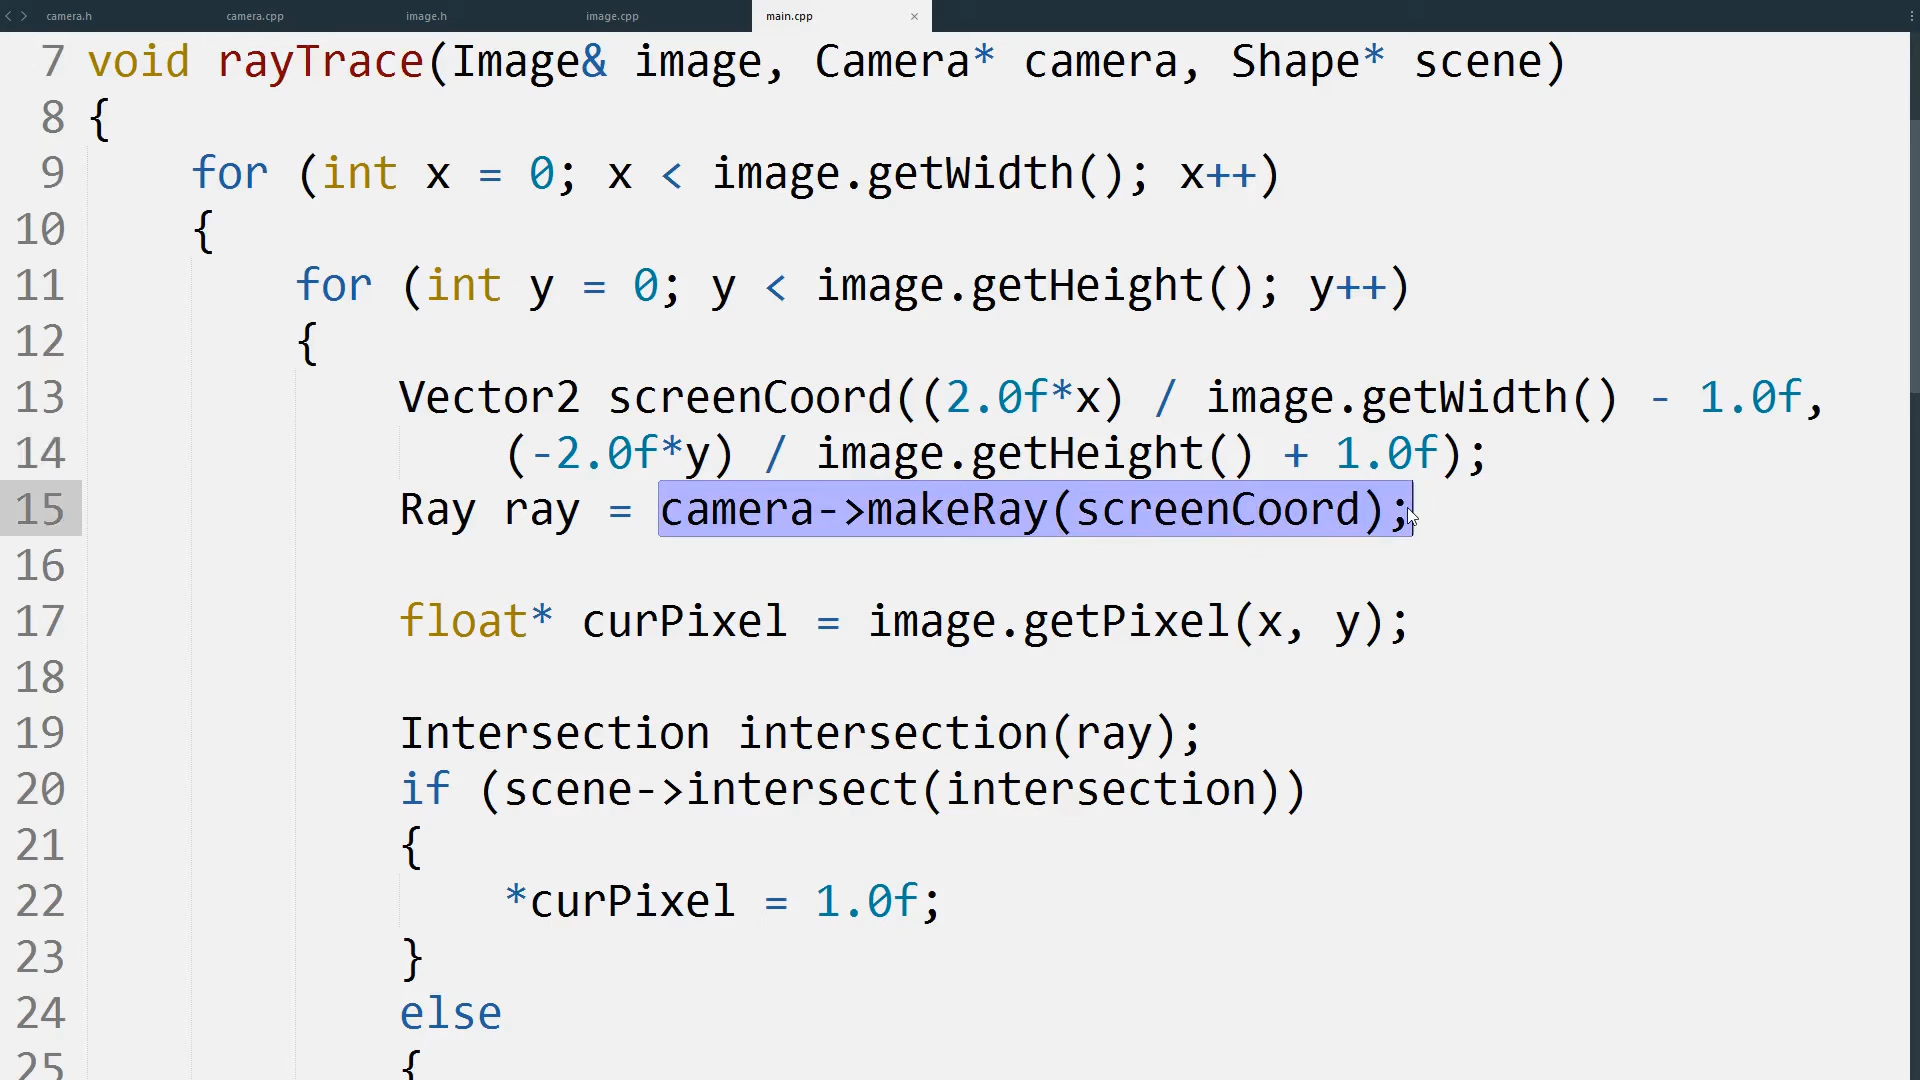 camera.h camera.cpp image.h image.cpp main.cpp ×
7 void rayTrace(Image& image, Camera* camera, Shape* scene)
8 {
9 for (int x = 0; x < image.getWidth(); x++)
10 {
11 for (int y = 0; y < image.getHeight(); y++)
12 {
13 Vector2 screenCoord((2.0f*x) / image.getWidth() - 1.0f,
14 (-2.0f*y) / image.getHeight() + 1.0f);
15 Ray ray = camera->makeRay(screenCoord);
16
17 float* curPixel = image.getPixel(x, y);
18
19 Intersection intersection(ray);
20 if (scene->intersect(intersection))
21 {
22 *curPixel = 1.0f;
23 }
24 else
25 {